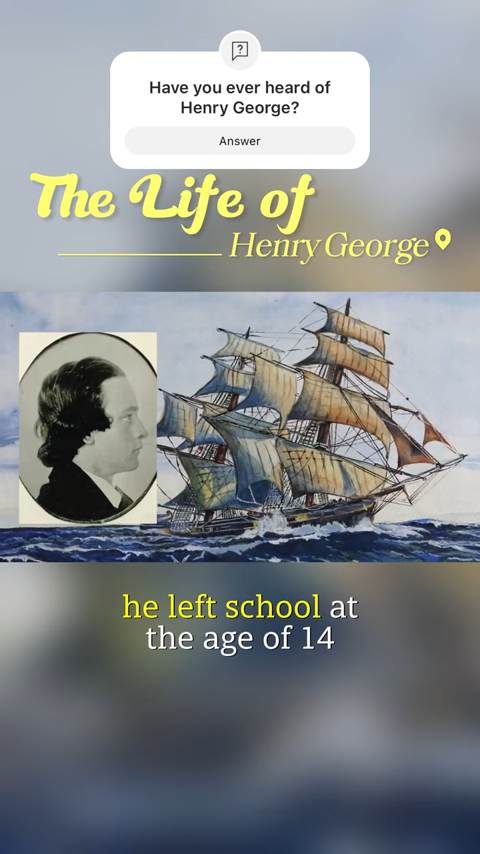 Have you ever heard of
Henry George?
Answer
The Life of
Henry George
he left school at
the age of 14